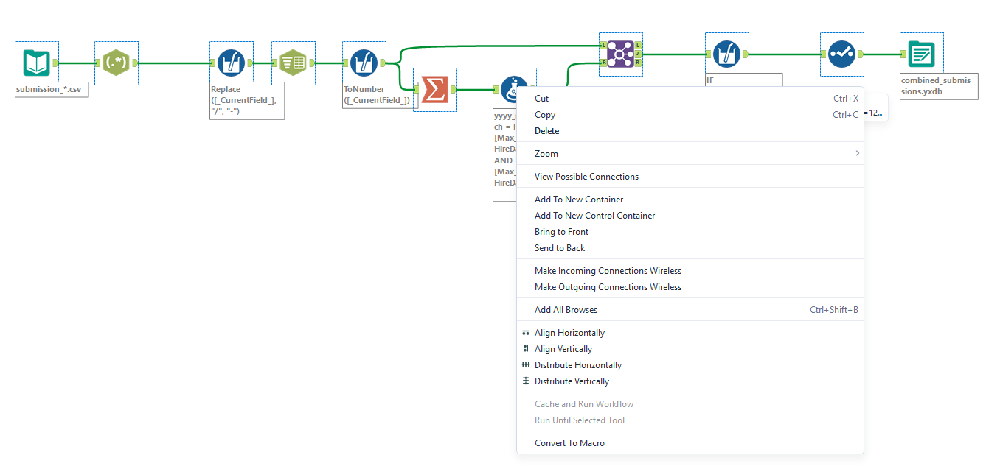 submission_*.csv
(.*)
Replace
([_CurrentField_],
"/", "-")
ToNumber
([_CurrentField_])
L
R
L
J
R
IF
=12...
combined_submis
sions.yxdb
yyyy_
ch = I
[Max_
HireDa
AND
[Max_
HireDa
Cut Ctrl+X
Copy Ctrl+C
Delete
Zoom
View Possible Connections
Add To New Container
Add To New Control Container
Bring to Front
Send to Back
Make Incoming Connections Wireless
Make Outgoing Connections Wireless
Add All Browses Ctrl+Shift+B
Align Horizontally
Align Vertically
Distribute Horizontally
Distribute Vertically
Cache and Run Workflow
Run Until Selected Tool
Convert To Macro